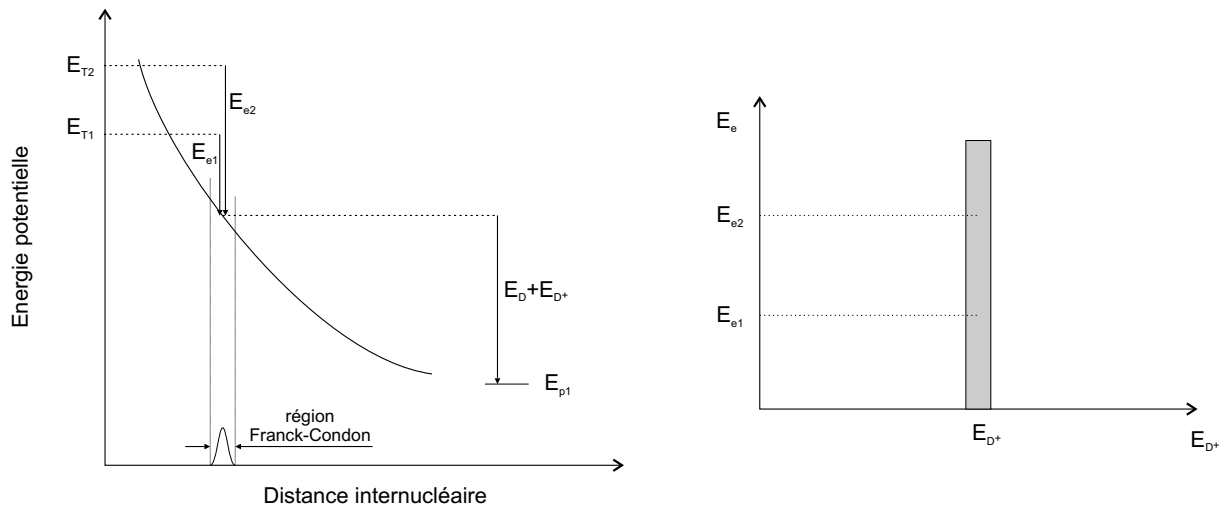 E_T2
E_e2
E_T1
E_e1
Energie potentielle
E_D+E_D+
E_p1
région
Franck-Condon
Distance internucléaire
E_e
E_e2
E_e1
E_D+
E_D+